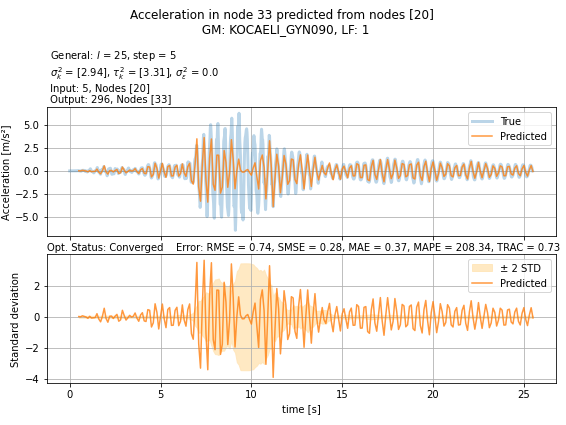 Acceleration in node 33 predicted from nodes [20]
GM: KOCAELI_GYN090, LF: 1
General: l = 25, step = 5
σ²ₖ = [2.94], τ²ₖ = [3.31], σ²ε = 0.0
Input: 5, Nodes [20]
Output: 296, Nodes [33]
Acceleration [m/s²]
5.0
2.5
0.0
−2.5
−5.0
True
Predicted
Opt. Status: Converged Error: RMSE = 0.74, SMSE = 0.28, MAE = 0.37, MAPE = 208.34, TRAC = 0.73
Standard deviation
2
0
−2
−4
± 2 STD
Predicted
0 5 10 15 20 25
time [s]